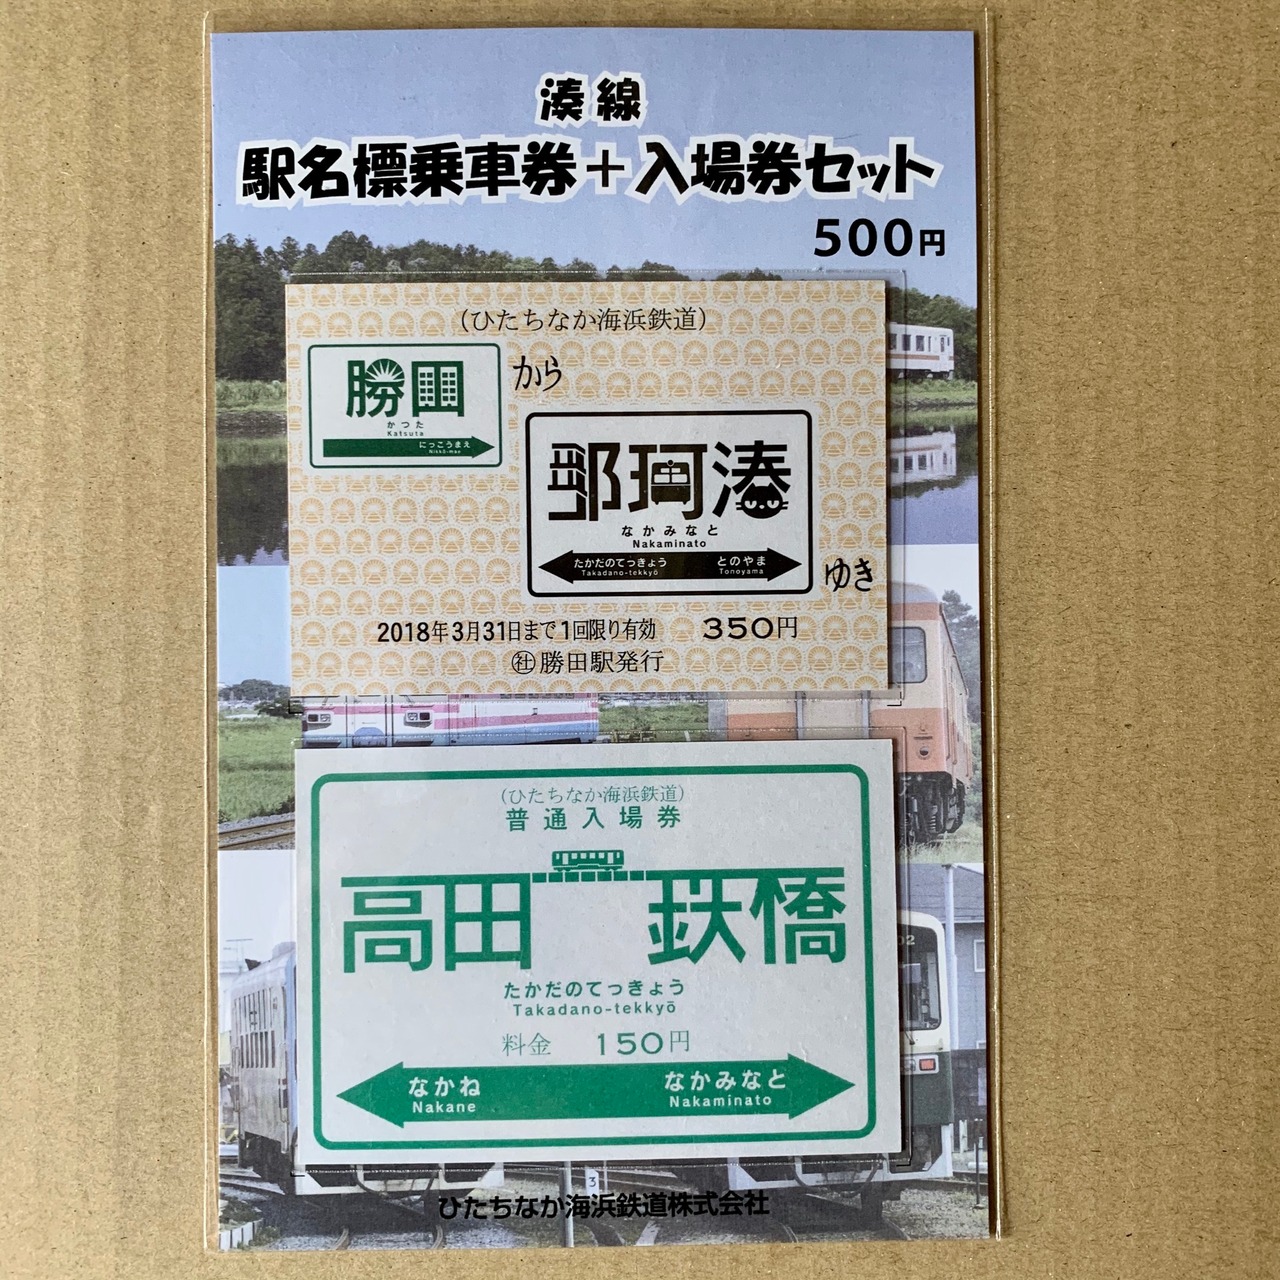 湊線
駅名標乗車券＋入場券セット
500円
（ひたちなか海浜鉄道）
勝田
から
かつた
Katsuta
にっこうまえ
Nikkō-mae
那珂湊
なかみなと
Nakaminato
たかだのてっきょう
とのやま
Takadano-tekkyō
Tonoyama
ゆき
2018年3月31日まで1回限り有効 350円
㊓勝田駅発行
（ひたちなか海浜鉄道）
普通入場券
高田 鉄橋
たかだのてっきょう
Takadano-tekkyō
料金 150円
なかね
なかみなと
Nakane
Nakaminato
02
3
ひたちなか海浜鉄道株式会社